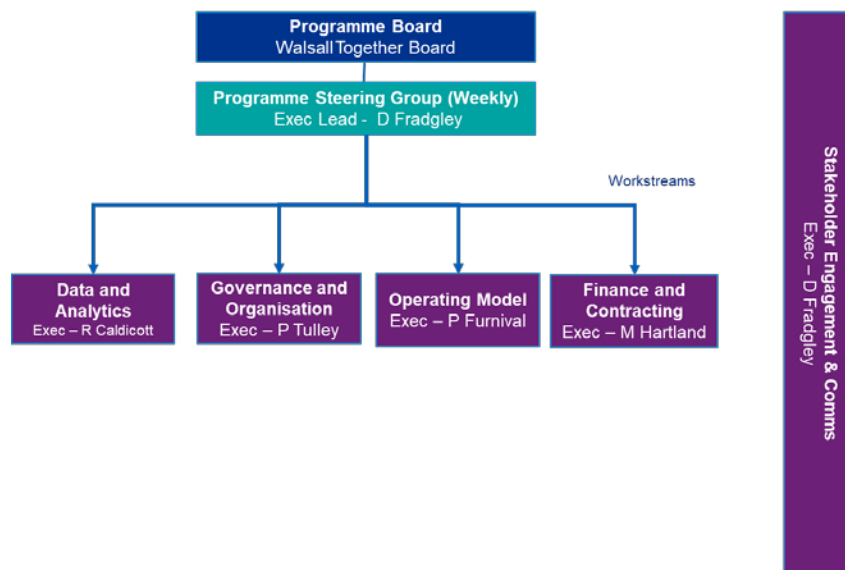 Programme Board
Walsall Together Board
Programme Steering Group (Weekly)
Exec Lead - D Fradgley
Workstreams
Data and
Analytics
Exec – R Caldicott
Governance and
Organisation
Exec – P Tulley
Operating Model
Exec – P Furnival
Finance and
Contracting
Exec – M Hartland
Stakeholder Engagement & Comms
Exec – D Fradgley